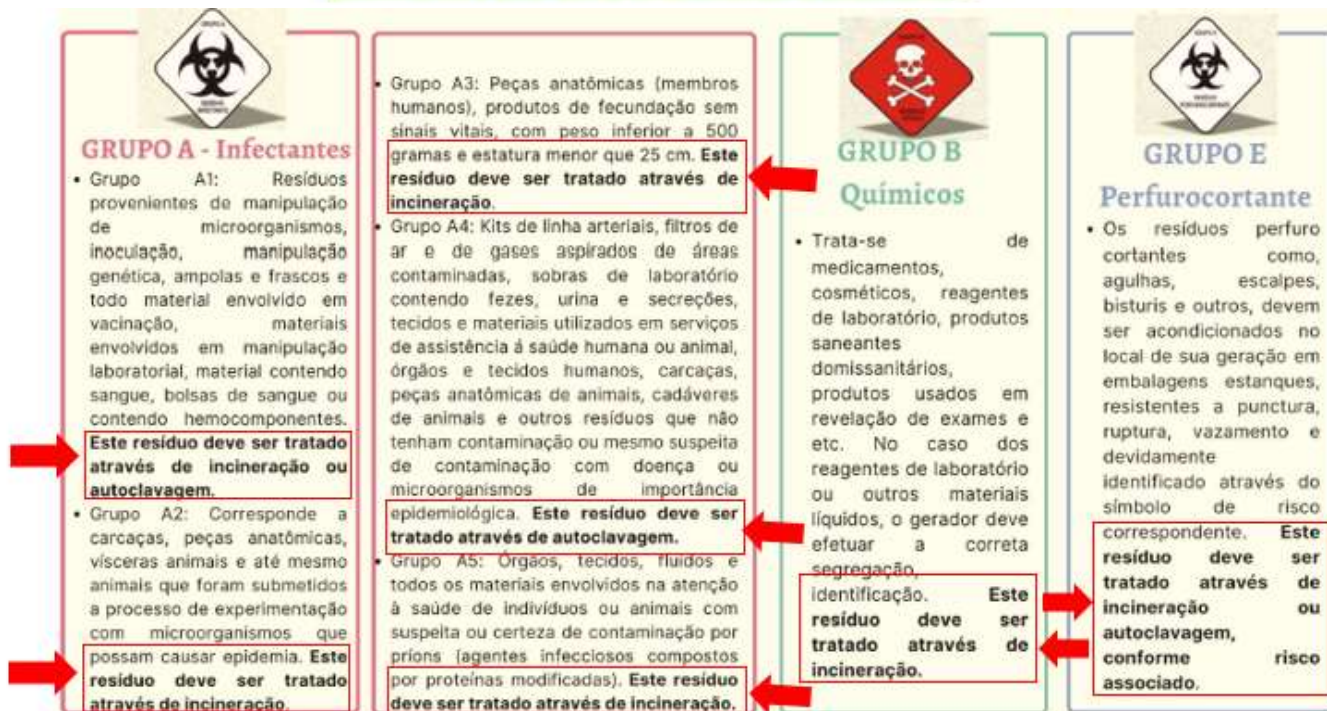 GRUPO A - Infectantes
• Grupo A1: Resíduos
provenientes de manipulação
de microorganismos,
inoculação, manipulação
genética, ampolas e frascos e
todo material envolvido em
vacinação, materiais
envolvidos em manipulação
laboratorial, material contendo
sangue, bolsas de sangue ou
contendo hemocomponentes.
Este resíduo deve ser tratado
através de incineração ou
autoclavagem.
• Grupo A2: Corresponde a
carcaças, peças anatômicas,
vísceras animais e até mesmo
animais que foram submetidos
a processo de experimentação
com microorganismos que
possam causar epidemia. Este
resíduo deve ser tratado
através de incineração.
• Grupo A3: Peças anatômicas (membros
humanos), produtos de fecundação sem
sinais vitais, com peso inferior a 500
gramas e estatura menor que 25 cm. Este
resíduo deve ser tratado através de
incineração.
• Grupo A4: Kits de linha arteriais, filtros de
ar e de gases aspirados de áreas
contaminadas, sobras de laboratório
contendo fezes, urina e secreções,
tecidos e materiais utilizados em serviços
de assistência á saúde humana ou animal,
órgãos e tecidos humanos, carcaças,
peças anatômicas de animais, cadáveres
de animais e outros resíduos que não
tenham contaminação ou mesmo suspeita
de contaminação com doença ou
microorganismos de importância
epidemiológica. Este resíduo deve ser
tratado através de autoclavagem.
• Grupo A5: Órgãos, tecidos, fluidos e
todos os materiais envolvidos na atenção
à saúde de indivíduos ou animais com
suspeita ou certeza de contaminação por
príons (agentes infecciosos compostos
por proteínas modificadas). Este resíduo
deve ser tratado através de incineração.
GRUPO B
Químicos
• Trata-se de
medicamentos,
cosméticos, reagentes
de laboratório, produtos
saneantes
domissanitários,
produtos usados em
revelação de exames e
etc. No caso dos
reagentes de laboratório
ou outros materiais
líquidos, o gerador deve
efetuar a correta
segregação,
identificação. Este
resíduo deve ser
tratado através de
incineração.
GRUPO E
Perfurocortante
• Os resíduos perfuro
cortantes como,
agulhas, escalpes,
bisturis e outros, devem
ser acondicionados no
local de sua geração em
embalagens estanques,
resistentes a punctura,
ruptura, vazamento e
devidamente
identificado através do
símbolo de risco
correspondente. Este
resíduo deve ser
tratado através de
incineração ou
autoclavagem,
conforme risco
associado.